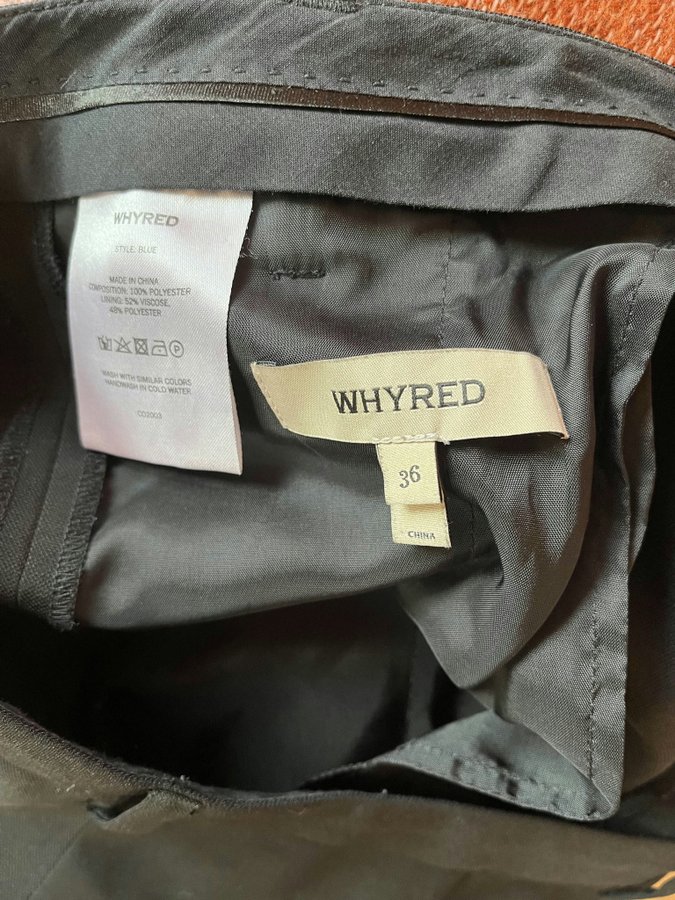 WHYRED
STYLE: BLUE
MADE IN CHINA
COMPOSITION: 100% POLYESTER
LINING: 52% VISCOSE,
48% POLYESTER
P
WASH WITH SIMILAR COLORS
HANDWASH IN COLD WATER
CO2003
WHYRED
36
CHINA